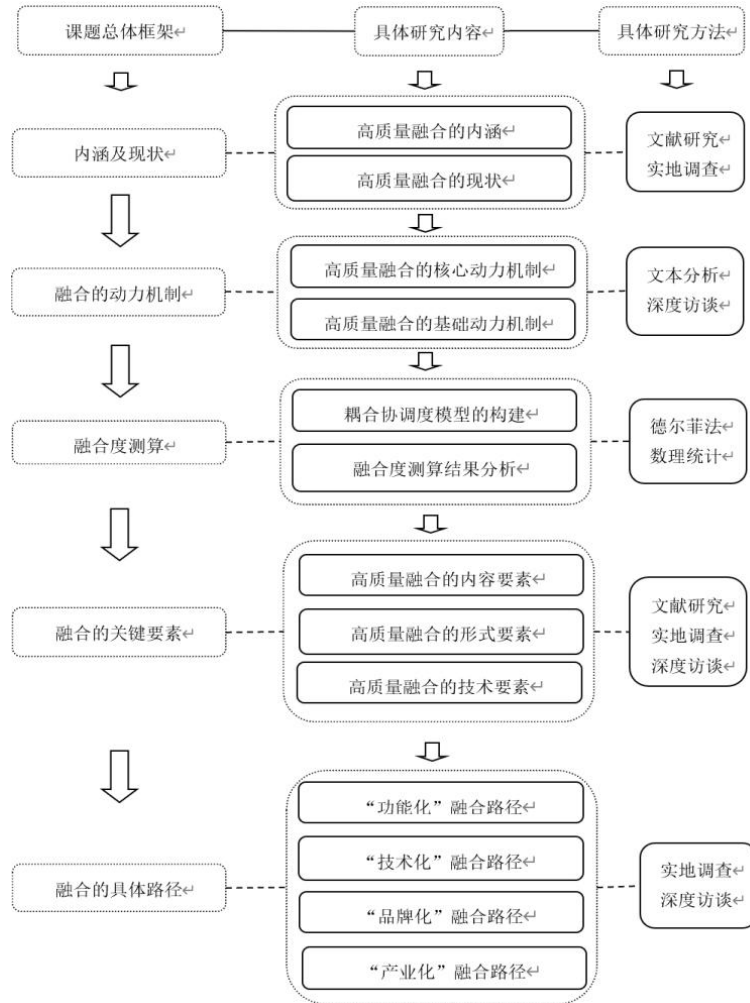 课题总体框架↵
具体研究内容↵
具体研究方法↵
内涵及现状↵
高质量融合的内涵↵
高质量融合的现状↵
文献研究↵
实地调查↵
融合的动力机制↵
高质量融合的核心动力机制↵
高质量融合的基础动力机制↵
文本分析↵
深度访谈↵
融合度测算↵
耦合协调度模型的构建↵
融合度测算结果分析↵
德尔菲法↵
数理统计↵
融合的关键要素↵
高质量融合的内容要素↵
高质量融合的形式要素↵
高质量融合的技术要素↵
文献研究↵
实地调查↵
深度访谈↵
融合的具体路径↵
“功能化”融合路径↵
“技术化”融合路径↵
“品牌化”融合路径↵
“产业化”融合路径↵
实地调查↵
深度访谈↵